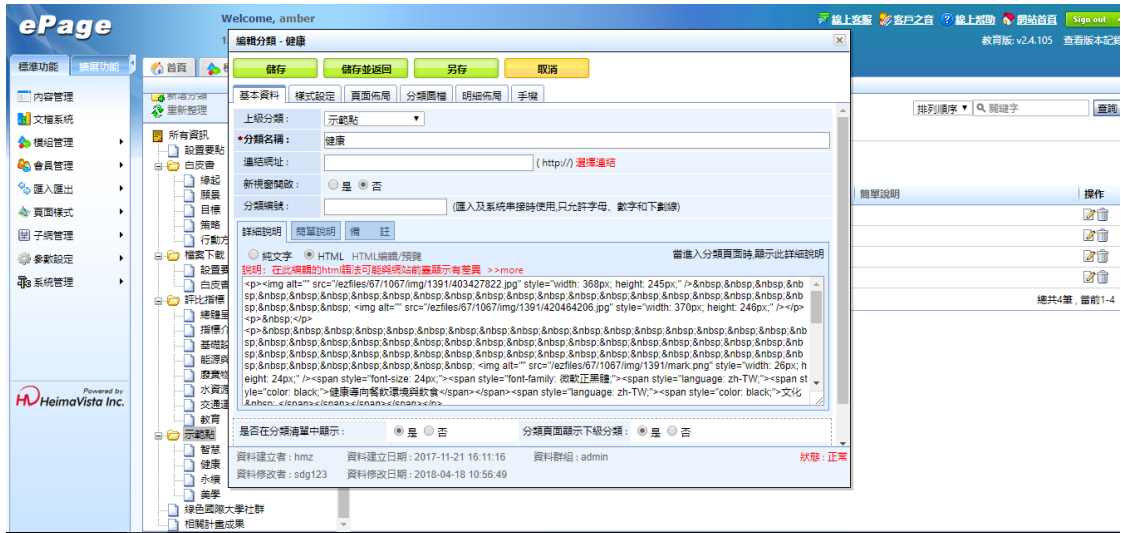 ePage
Welcome, amber
線上客服 客戶之音 線上幫助 網站首頁 Sign out
教育版: v2.4.105 查看版本記錄
標準功能 擴展功能
首頁
內容管理
文檔系統
模組管理
會員管理
匯入匯出
頁面樣式
子網管理
參數設定
系統管理
Powered by
HeimaVista Inc.
新增分類
重新整理
所有資訊
設置要點
白皮書
緣起
願景
目標
策略
行動方
檔案下載
設置要
白皮書
評比指標
總體呈
指標介
基礎設
能源與
廢棄物
水資源
交通運
教育
示範點
智慧
健康
永續
美學
綠色國際大學社群
相關計畫成果
編輯分類 - 健康
儲存 儲存並返回 另存 取消
基本資料 樣式設定 頁面佈局 分類圖檔 明細佈局 手機
上級分類: 示範點
*分類名稱: 健康
連結網址: ( http://) 選擇連結
新視窗開啟: 是 否
分類編號: (匯入及系統串接時使用,只允許字母、數字和下劃線)
詳細說明 簡單說明 備 註
純文字 HTML HTML編輯/預覽 當進入分類頁面時,顯示此詳細說明
說明: 在此編輯的html語法可能與網站前臺顯示有差異 >>more
<p><img alt="" src="/ezfiles/67/1067/img/1391/403427822.jpg" style="width: 368px; height: 245px;" />&nbsp;&nbsp;&nbsp;&nb
sp;&nbsp;&nbsp;&nbsp;&nbsp;&nbsp;&nbsp;&nbsp;&nbsp;&nbsp;&nbsp;&nbsp;&nbsp;&nbsp;&nb
sp;&nbsp;&nbsp; <img alt="" src="/ezfiles/67/1067/img/1391/420464206.jpg" style="width: 370px; height: 246px;" /></p>
<p>&nbsp;</p>
<p>&nbsp;&nbsp;&nbsp;&nbsp;&nbsp;&nbsp;&nbsp;&nbsp;&nbsp;&nbsp;&nbsp;&nbsp;&nbsp;&nb
sp;&nbsp;&nbsp;&nbsp;&nbsp;&nbsp;&nbsp;&nbsp;&nbsp;&nbsp;&nbsp;&nbsp;&nbsp;&nbsp;&nb
sp;&nbsp;&nbsp;&nbsp;&nbsp;&nbsp;&nbsp;&nbsp;&nbsp;&nbsp;&nbsp;&nbsp;&nbsp;&nbsp;&nb
sp;&nbsp;&nbsp;&nbsp;&nbsp;&nbsp;&nbsp; <img alt="" src="/ezfiles/67/1067/img/1391/mark.png" style="width: 26px; h
eight: 24px;" /><span style="font-size: 24px;"><span style="font-family: 微軟正黑體;"><span style="language: zh-TW;"><span st
yle="color: black;">健康導向餐飲環境與飲食</span></span><span style="language: zh-TW;"><span style="color: black;">文化
&nbsp; </span></span></span></span></p>
是否在分類清單中顯示: 是 否 分類頁面顯示下級分類: 是 否
資料建立者 : hmz 資料建立日期 : 2017-11-21 16:11:16 資料群組 : admin 狀態 : 正常
資料修改者 : sdg123 資料修改日期 : 2018-04-18 10:56:49
排列順序 關鍵字 查詢
簡單說明 操作
總共4筆 , 當前1-4